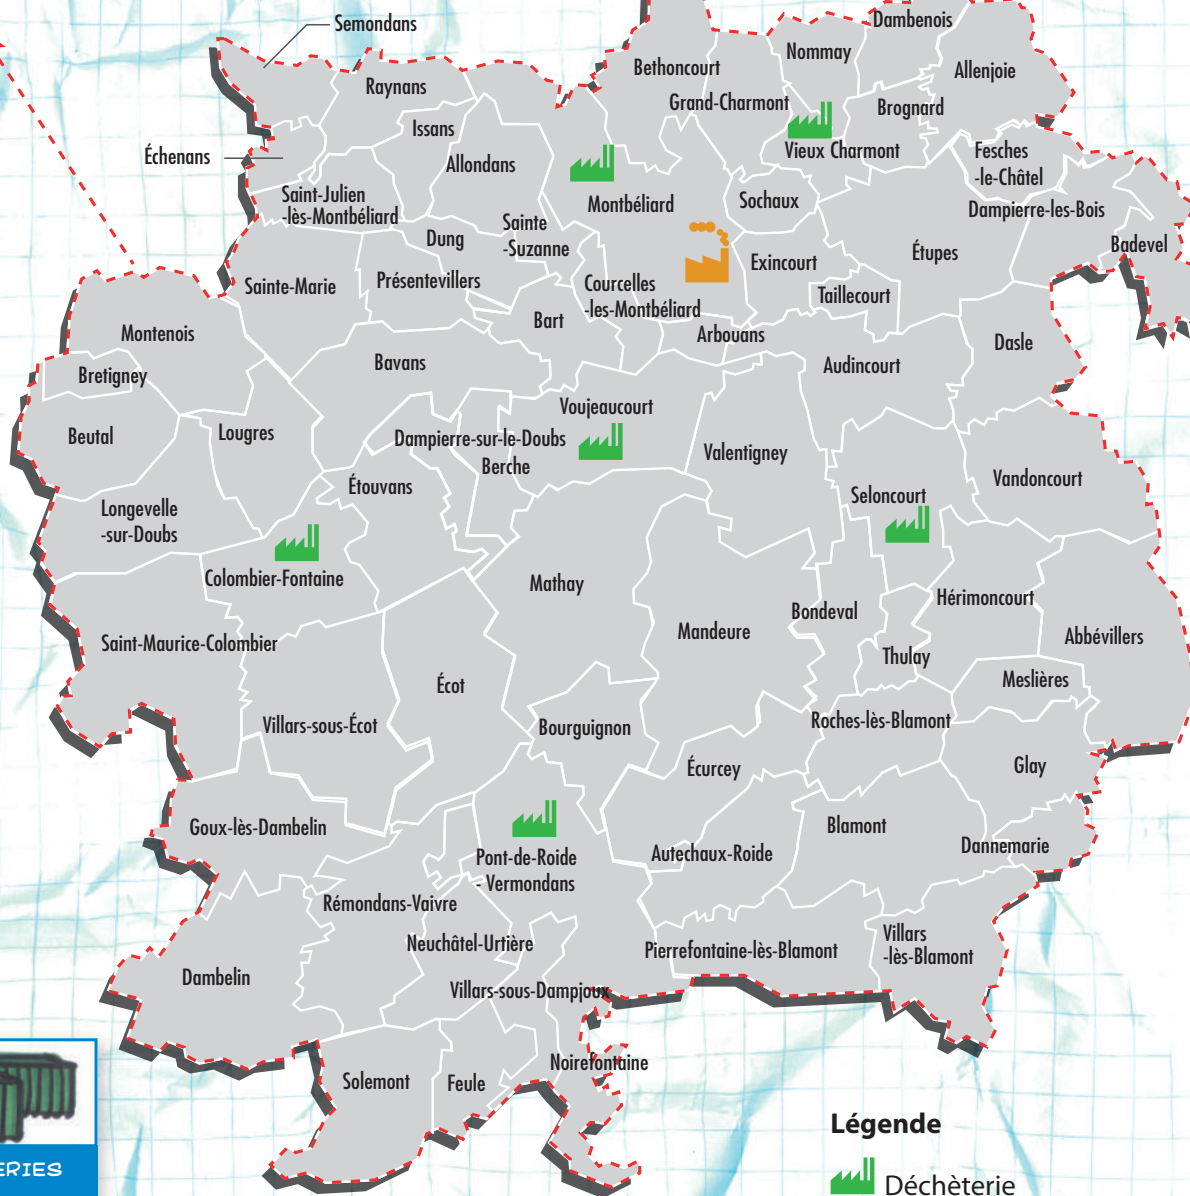 Semondans
Dambenois
Nommay
Bethoncourt
Allenjoie
Raynans
Grand-Charmont
Brognard
Issans
Échenans
Allondans
Vieux Charmont
Fesches
-le-Châtel
Saint-Julien
-lès-Montbéliard
Montbéliard
Sochaux
Dampierre-les-Bois
Sainte
-Suzanne
Dung
Badevel
Étupes
Exincourt
Sainte-Marie
Présentevillers
Courcelles
-les-Montbéliard
Taillecourt
Bart
Montenois
Arbouans
Dasle
Bavans
Audincourt
Bretigney
Voujeaucourt
Beutal
Lougres
Dampierre-sur-le-Doubs
Valentigney
Berche
Étouvans
Vandoncourt
Seloncourt
Longevelle
-sur-Doubs
Colombier-Fontaine
Mathay
Hérimoncourt
Bondeval
Mandeure
Abbévillers
Saint-Maurice-Colombier
Thulay
Écot
Meslières
Villars-sous-Écot
Bourguignon
Roches-lès-Blamont
Écurcey
Glay
Goux-lès-Dambelin
Blamont
Dannemarie
Pont-de-Roide
- Vermondans
Autechaux-Roide
Rémondans-Vaivre
Neuchâtel-Urtière
Pierrefontaine-lès-Blamont
Villars
-lès-Blamont
Dambelin
Villars-sous-Dampjoux
Noirefontaine
Solemont
Feule
Légende
ERIES
Déchèterie